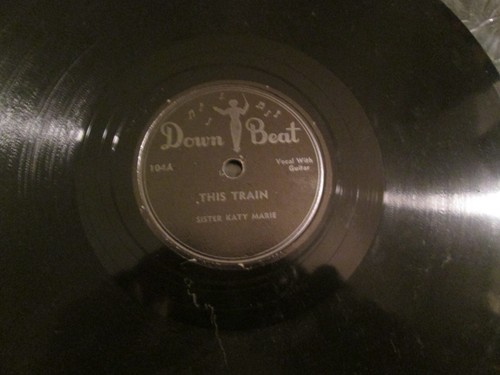 Down Beat
104A
Vocal With
Guitar
THIS TRAIN
SISTER KATY MARIE